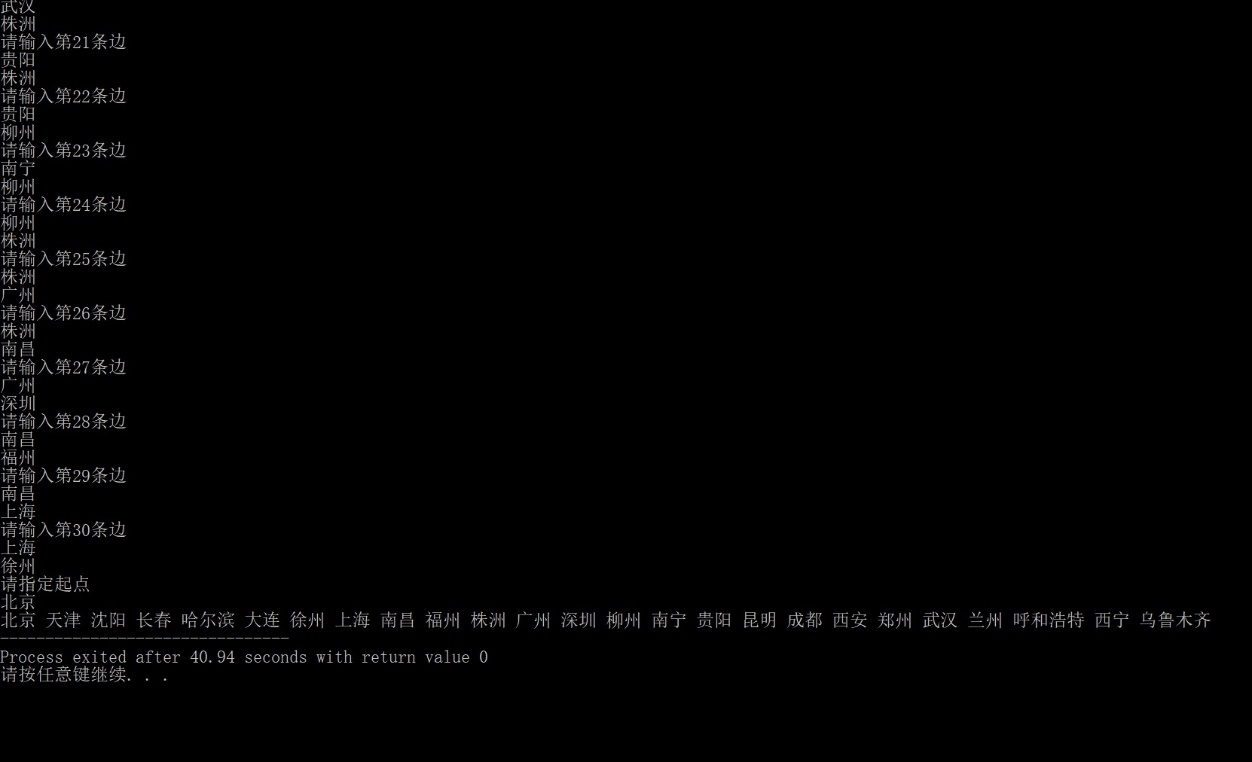 武汉
株洲
请输入第21条边
贵阳
株洲
请输入第22条边
贵阳
柳州
请输入第23条边
南宁
柳州
请输入第24条边
柳州
株洲
请输入第25条边
株洲
广州
请输入第26条边
株洲
南昌
请输入第27条边
广州
深圳
请输入第28条边
南昌
福州
请输入第29条边
南昌
上海
请输入第30条边
上海
徐州
请指定起点
北京
北京 天津 沈阳 长春 哈尔滨 大连 徐州 上海 南昌 福州 株洲 广州 深圳 柳州 南宁 贵阳 昆明 成都 西安 郑州 武汉 兰州 呼和浩特 西宁 乌鲁木齐
--------------------------------
Process exited after 40.94 seconds with return value 0
请按任意键继续. . .